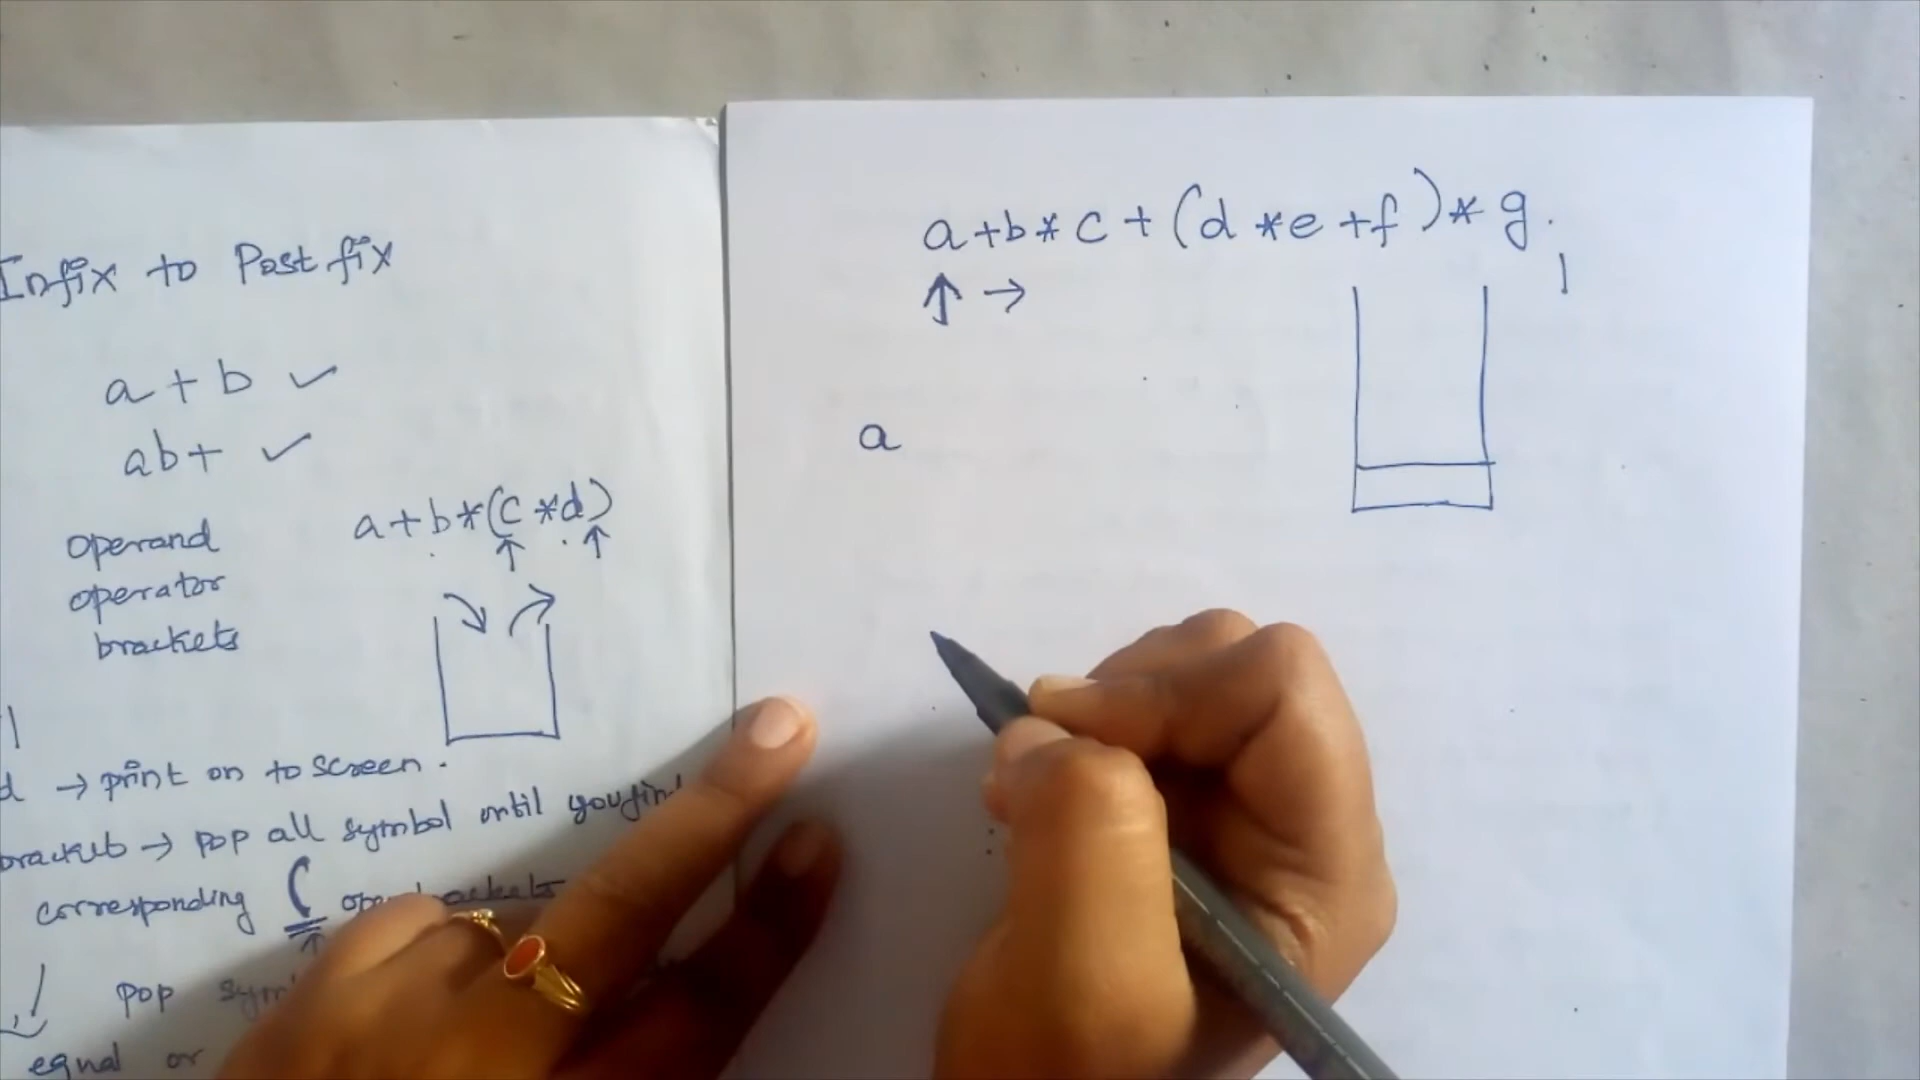 Infix to Postfix
a + b ✓
ab+ ✓
operand
operator
brackets
a + b * (c * d)
→ print on to screen.
→ pop all symbol until you
corresponding (
pop
equal or
a + b * c + (d * e + f) * g.
a